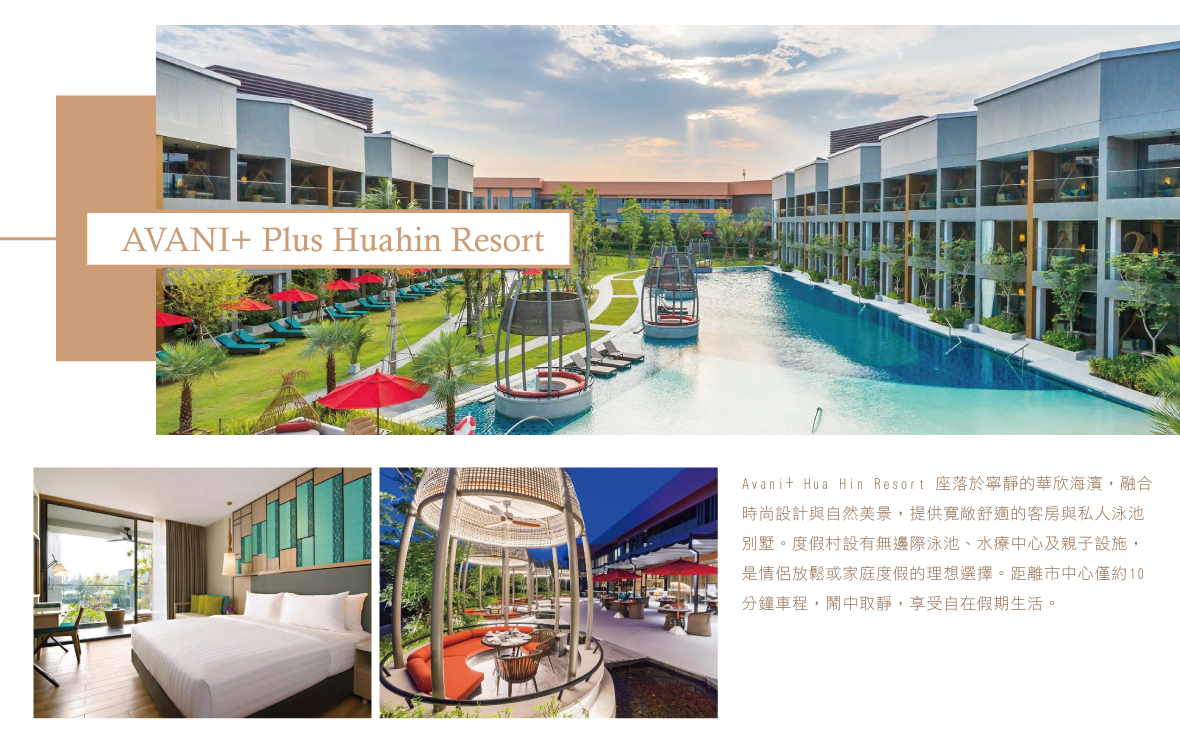 AVANI+ Plus Huahin Resort
Avani+ Hua Hin Resort 座落於寧靜的華欣海濱，融合
時尚設計與自然美景，提供寬敞舒適的客房與私人泳池
別墅。度假村設有無邊際泳池、水療中心及親子設施，
是情侶放鬆或家庭度假的理想選擇。距離市中心僅約10
分鐘車程，鬧中取靜，享受自在假期生活。